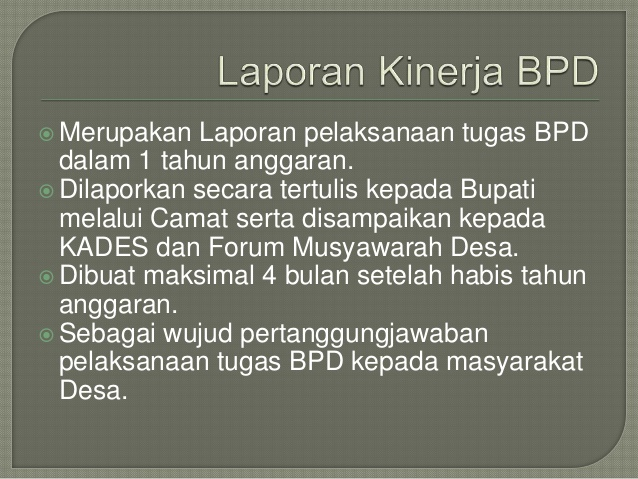 Laporan Kinerja BPD
Merupakan Laporan pelaksanaan tugas BPD
dalam 1 tahun anggaran.
Dilaporkan secara tertulis kepada Bupati
melalui Camat serta disampaikan kepada
KADES dan Forum Musyawarah Desa.
Dibuat maksimal 4 bulan setelah habis tahun
anggaran.
Sebagai wujud pertanggungjawaban
pelaksanaan tugas BPD kepada masyarakat
Desa.